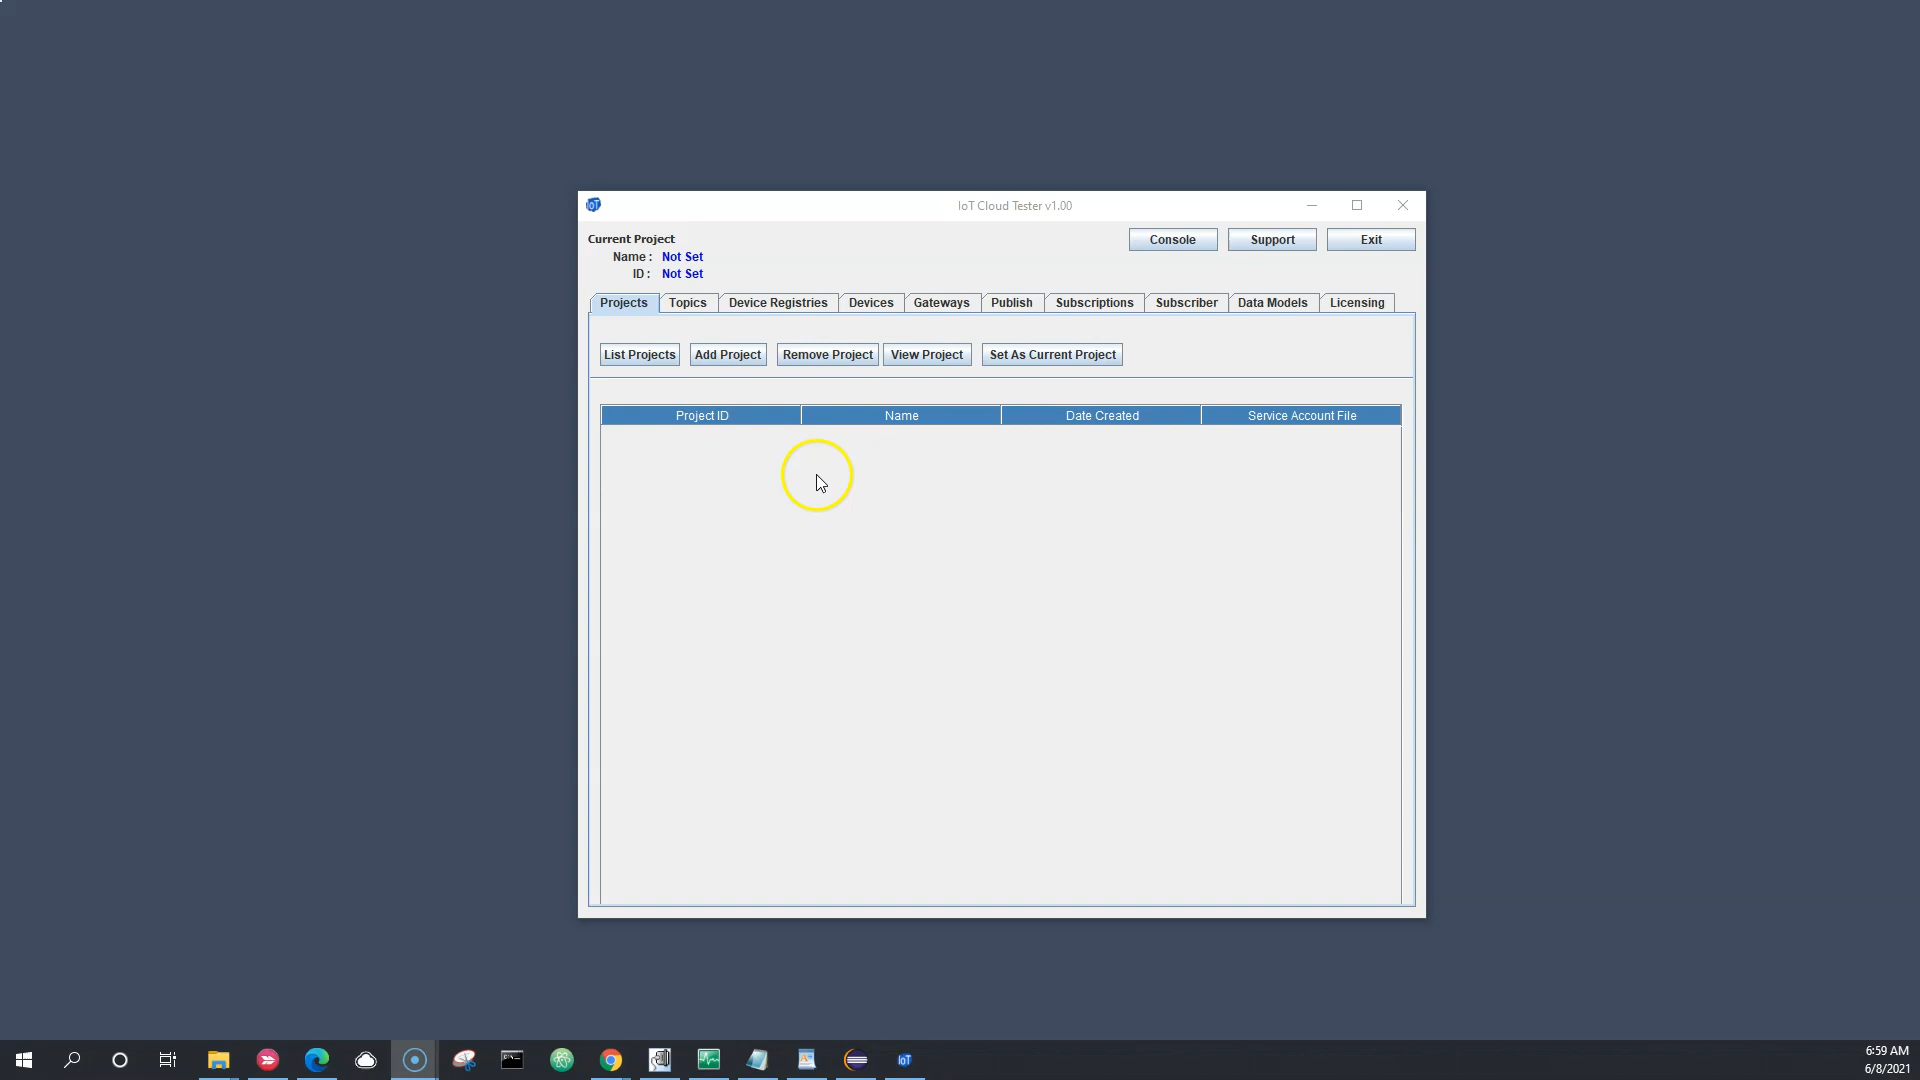 IoT
IoT Cloud Tester v1.00
Current Project
Console
Support
Exit
Name : Not Set
ID : Not Set
Projects
Topics
Device Registries
Devices
Gateways
Publish
Subscriptions
Subscriber
Data Models
Licensing
List Projects
Add Project
Remove Project
View Project
Set As Current Project
Project ID
Name
Date Created
Service Account File
IoT
6:59 AM
6/8/2021